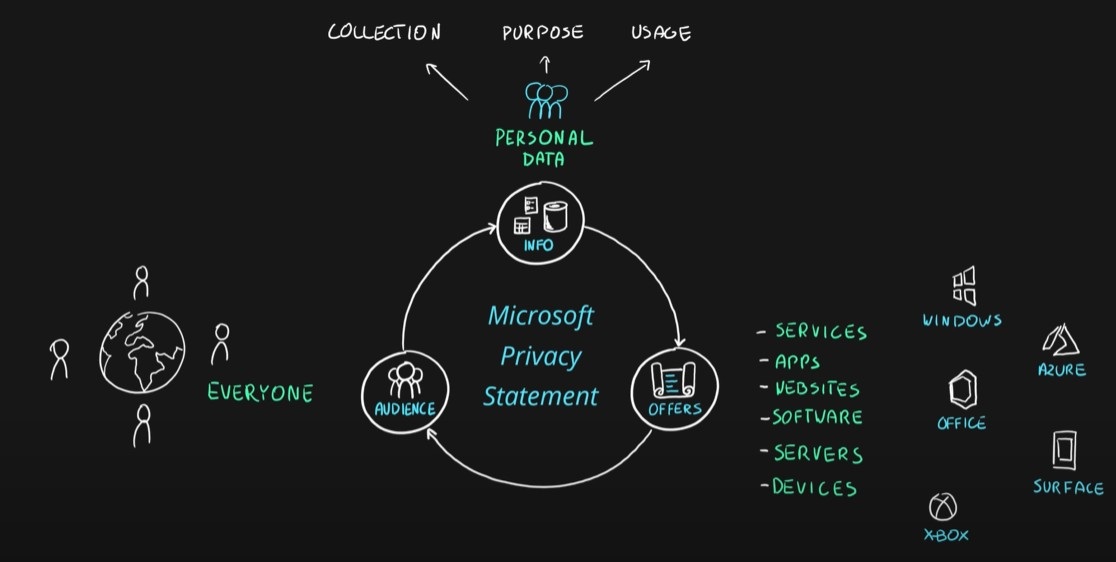 COLLECTION
PURPOSE
USAGE
PERSONAL
DATA
INFO
Microsoft
Privacy
Statement
AUDIENCE
OFFERS
EVERYONE
- SERVICES
- APPS
- WEBSITES
- SOFTWARE
- SERVERS
- DEVICES
WINDOWS
AZURE
OFFICE
SURFACE
X-BOX